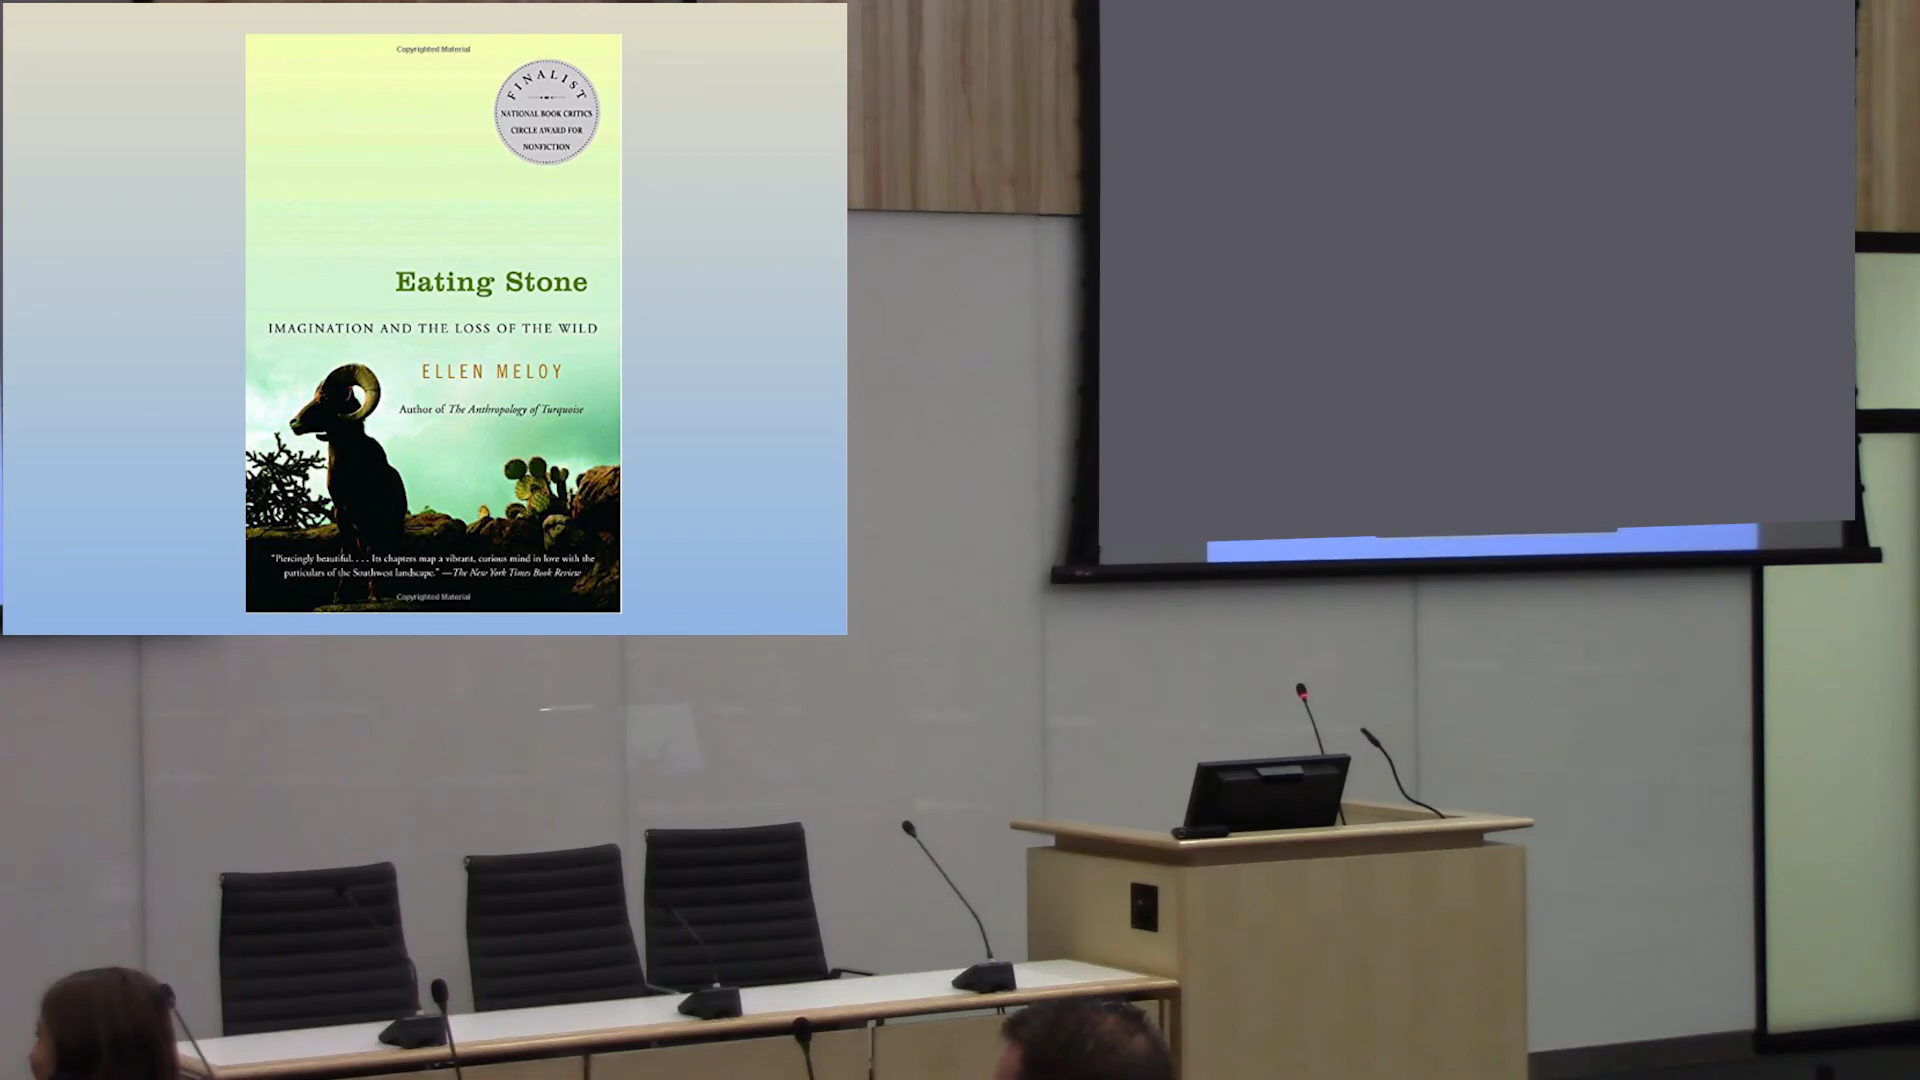 Copyrighted Material
FINALIST
NATIONAL BOOK CRITICS
CIRCLE AWARD FOR
NONFICTION
Eating Stone
IMAGINATION AND THE LOSS OF THE WILD
ELLEN MELOY
Author of The Anthropology of Turquoise
"Piercingly beautiful. . . . Its chapters map a vibrant, curious mind in love with the
particulars of the Southwest landscape." —The New York Times Book Review
Copyrighted Material